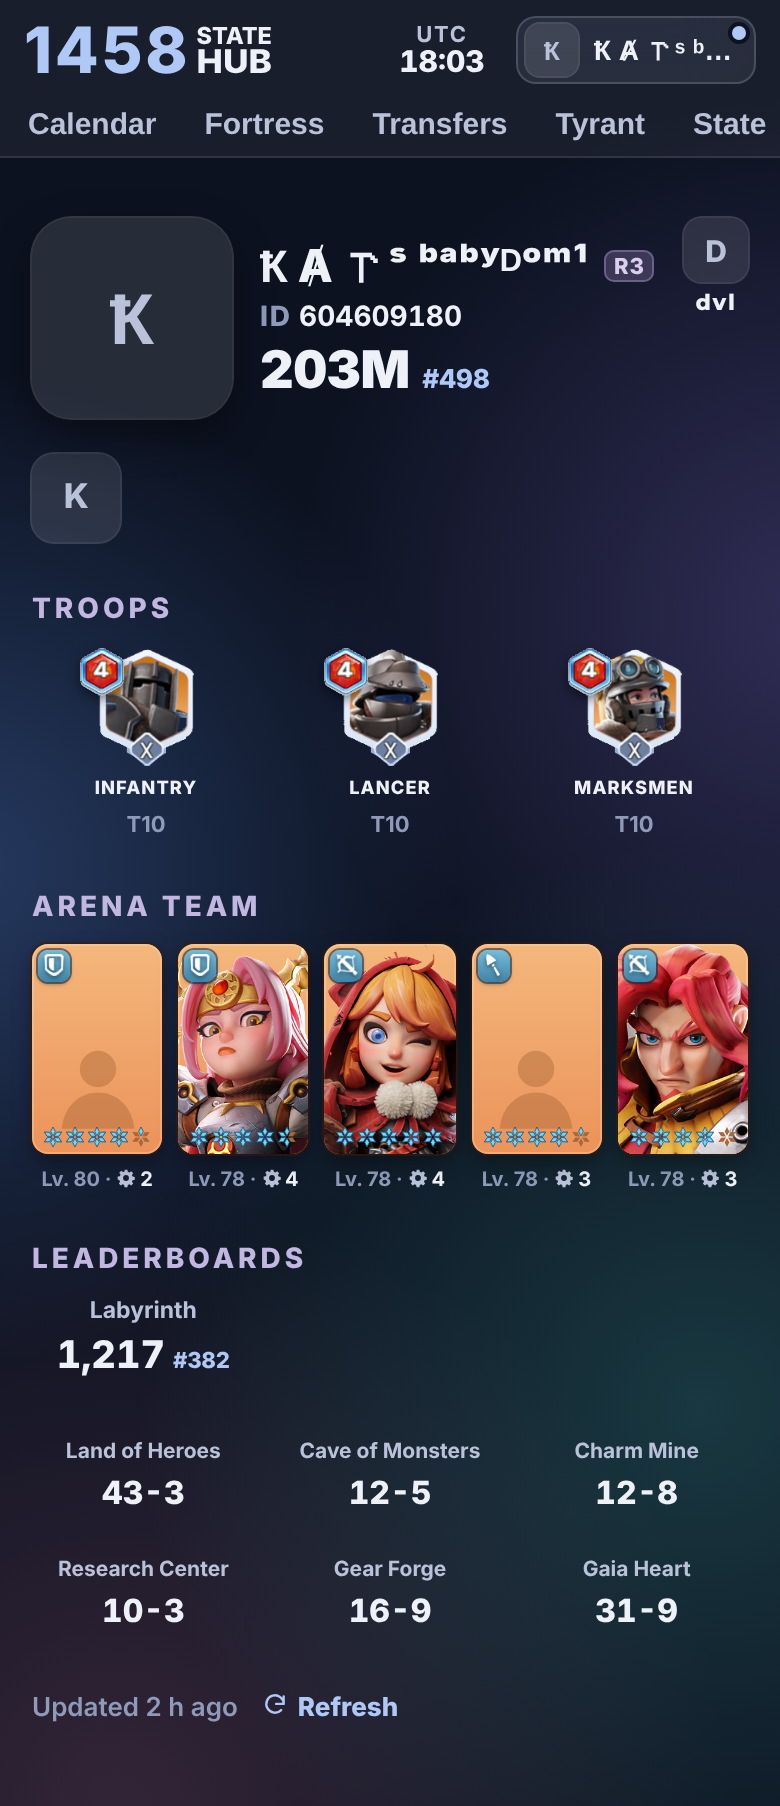 1458 STATE HUB
UTC
18:03
Ҟ
Ҟ Ⱥ Ͳ ˢ ᵇ...
Calendar Fortress Transfers Tyrant State
Ҟ
Ҟ Ⱥ Ͳ ˢ ᵇᵃᵇʸᴰᵒᵐ¹ R3
D
dvl
ID 604609180
203M #498
K
TROOPS
4 X
4 X
4 X
INFANTRY LANCER MARKSMEN
T10 T10 T10
ARENA TEAM
Lv. 80 · 2
Lv. 78 · 4
Lv. 78 · 4
Lv. 78 · 3
Lv. 78 · 3
LEADERBOARDS
Labyrinth
1,217 #382
Land of Heroes Cave of Monsters Charm Mine
43-3 12-5 12-8
Research Center Gear Forge Gaia Heart
10-3 16-9 31-9
Updated 2 h ago Refresh